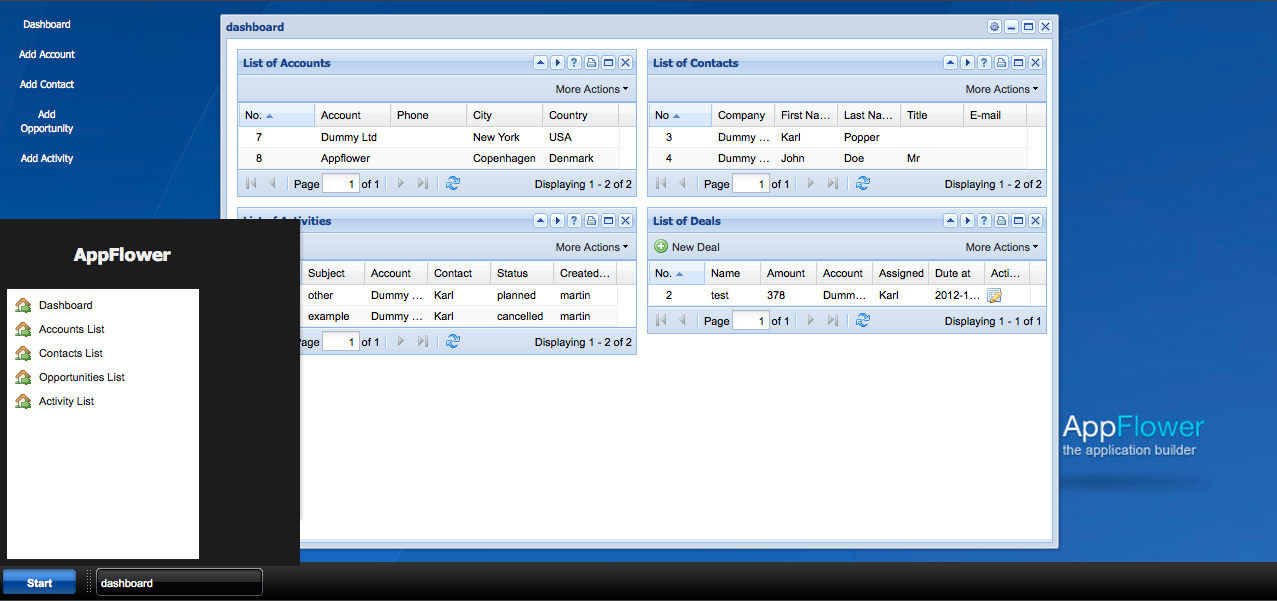 Dashboard
Add Account
Add Contact
Add
Opportunity
Add Activity
dashboard
List of Accounts
More Actions
No. Account Phone City Country
7 Dummy Ltd New York USA
8 Appflower Copenhagen Denmark
Page 1 of 1 Displaying 1 - 2 of 2
List of Contacts
More Actions
No Company First Na... Last Na... Title E-mail
3 Dummy ... Karl Popper
4 Dummy ... John Doe Mr
Page 1 of 1 Displaying 1 - 2 of 2
List of Activities
More Actions
Subject Account Contact Status Created...
other Dummy ... Karl planned martin
example Dummy ... Karl cancelled martin
age 1 of 1 Displaying 1 - 2 of 2
List of Deals
New Deal More Actions
No. Name Amount Account Assigned Due at Acti...
2 test 378 Dumm... Karl 2012-1...
Page 1 of 1 Displaying 1 - 1 of 1
AppFlower
Dashboard
Accounts List
Contacts List
Opportunities List
Activity List
AppFlower
the application builder
Start
dashboard